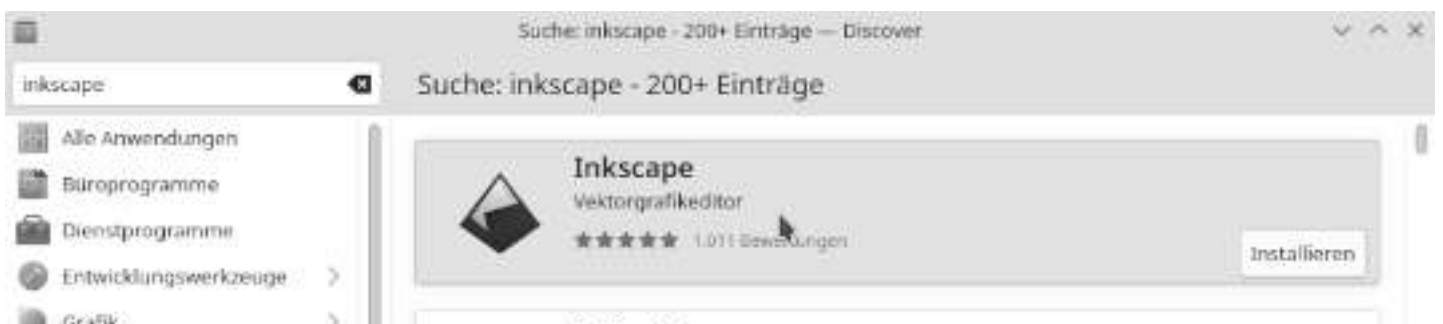 Suche: inkscape - 200+ Einträge — Discover
inkscape
Suche: inkscape - 200+ Einträge
Alle Anwendungen
Büroprogramme
Dienstprogramme
Entwicklungswerkzeuge
Grafik
Inkscape
Vektorgrafikeditor
1.011 Bewertungen
Installieren